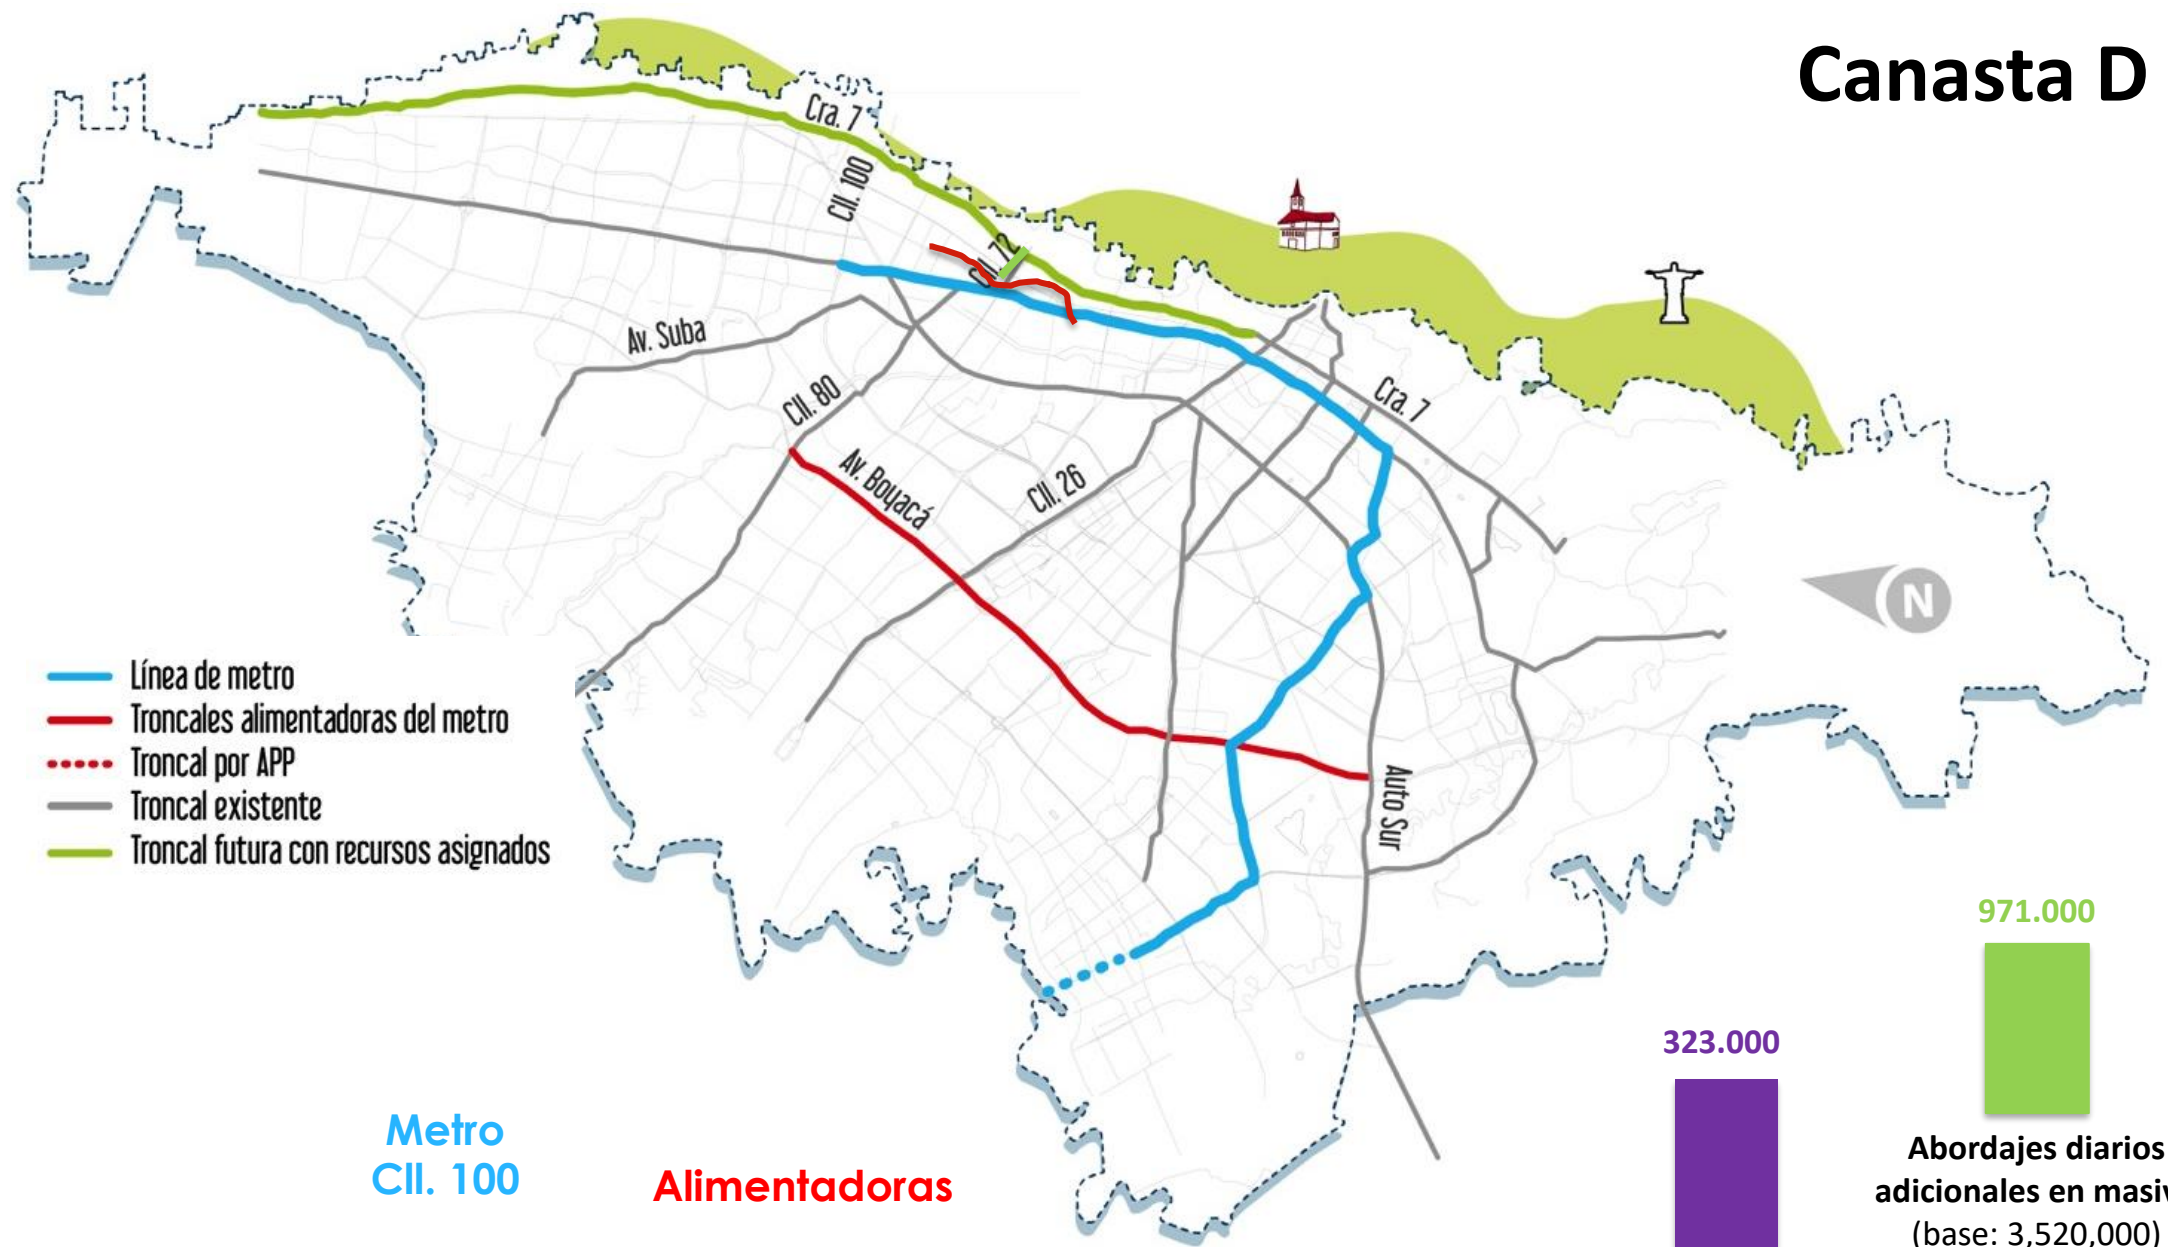 Canasta D
Cra. 7
Cll. 100
Cll. 72
Av. Suba
Cll. 80
Cra. 7
Av. Boyacá
Cll. 26
N
Línea de metro
Troncales alimentadoras del metro
Troncal por APP
Troncal existente
Troncal futura con recursos asignados
Auto Sur
971.000
323.000
Metro
Cll. 100
Alimentadoras
Abordajes diarios
adicionales en masiv
(base: 3,520,000)